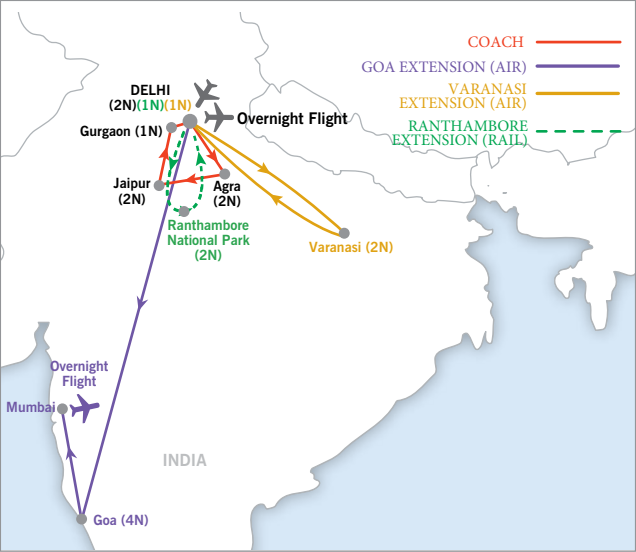 COACH
GOA EXTENSION (AIR)
VARANASI
EXTENSION (AIR)
RANTHAMBORE
EXTENSION (RAIL)
DELHI
(2N)(1N)(1N)
Overnight Flight
Gurgaon (1N)
Jaipur
(2N)
Agra
(2N)
Ranthambore
National Park
(2N)
Varanasi (2N)
Overnight
Flight
Mumbai
INDIA
Goa (4N)